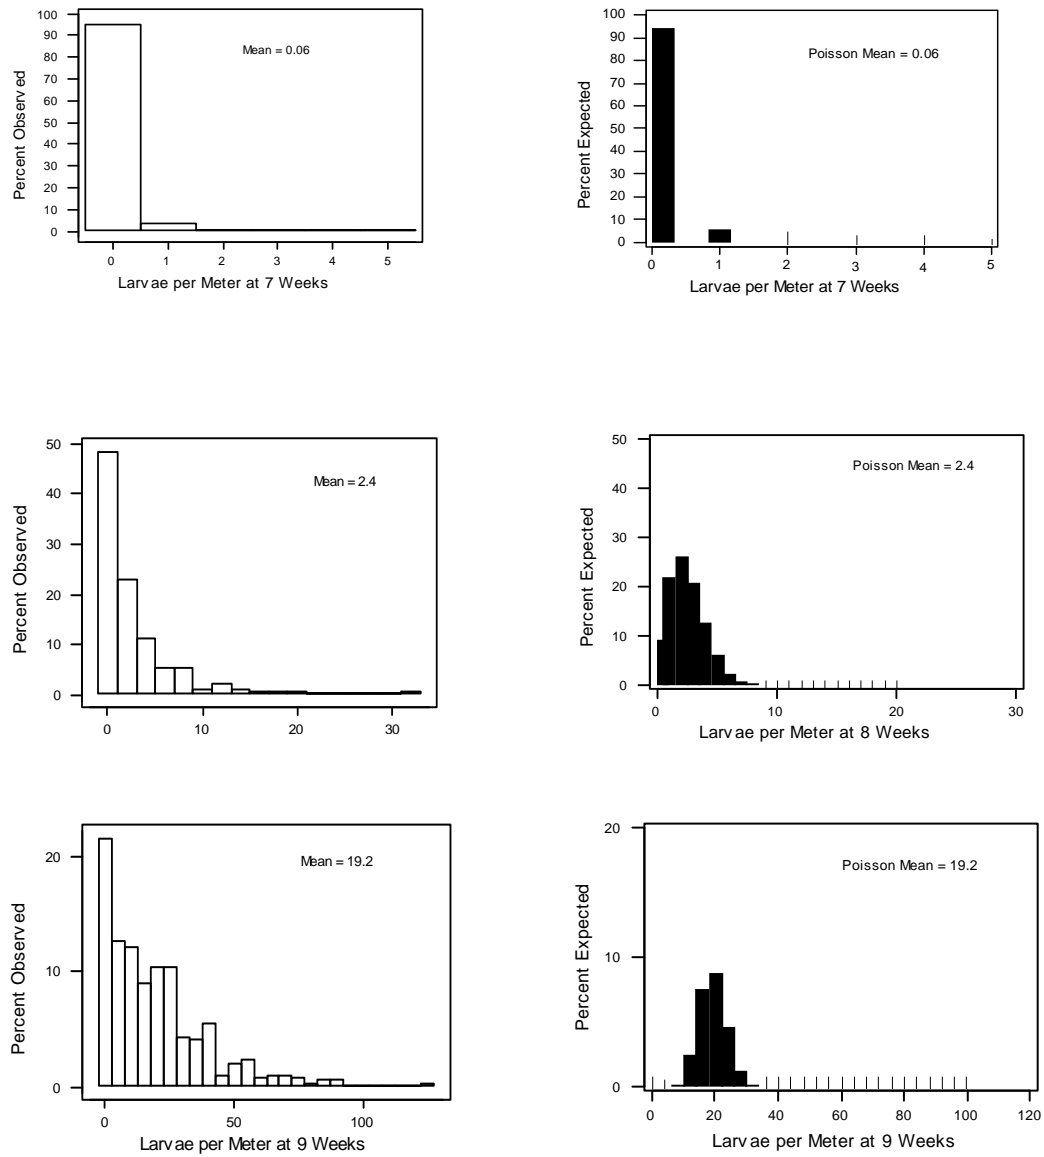 100
90
80
70
60
50
40
30
20
10
0
Percent Observed
Mean = 0.06
0 1 2 3 4 5
Larvae per Meter at 7 Weeks
100
90
80
70
60
50
40
30
20
10
0
Percent Expected
Poisson Mean = 0.06
0 1 2 3 4 5
Larvae per Meter at 7 Weeks
50
40
30
20
10
0
Percent Observed
Mean = 2.4
0 10 20 30
50
40
30
20
10
0
Percent Expected
Poisson Mean = 2.4
0 10 20 30
Larvae per Meter at 8 Weeks
20
10
0
Percent Observed
Mean = 19.2
0 50 100
Larvae per Meter at 9 Weeks
20
10
0
Percent Expected
Poisson Mean = 19.2
0 20 40 60 80 100 120
Larvae per Meter at 9 Weeks